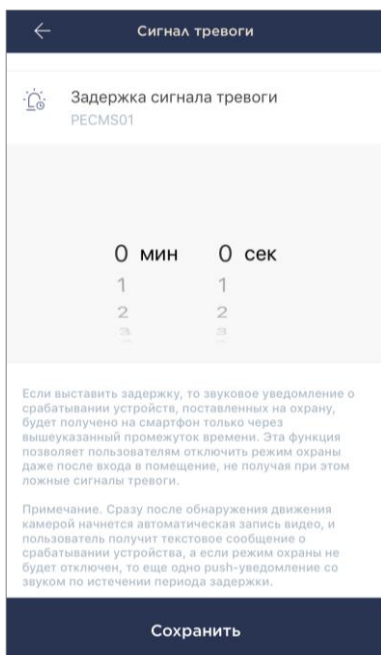 Сигнал тревоги
Задержка сигнала тревоги
PECMS01
0 мин 0 сек
1 1
2 2
3 3
Если выставить задержку, то звуковое уведомление о
срабатывании устройств, поставленных на охрану,
будет получено на смартфон только через
вышеуказанный промежуток времени. Эта функция
позволяет пользователям отключить режим охраны
даже после входа в помещение, не получая при этом
ложные сигналы тревоги.
Примечание. Сразу после обнаружения движения
камерой начнется автоматическая запись видео, и
пользователь получит текстовое сообщение о
срабатывании устройства, а если режим охраны не
будет отключен, то еще одно push-уведомление со
звуком по истечении периода задержки.
Сохранить